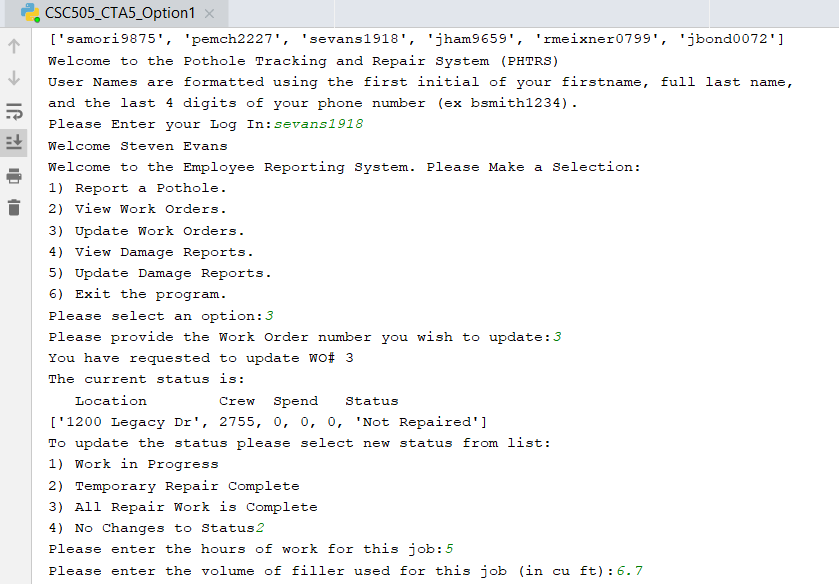 CSC505_CTA5_Option1
['samori9875', 'pemch2227', 'sevans1918', 'jham9659', 'rmeixner0799', 'jbond0072']
Welcome to the Pothole Tracking and Repair System (PHTRS)
User Names are formatted using the first initial of your firstname, full last name,
and the last 4 digits of your phone number (ex bsmith1234).
Please Enter your Log In:sevans1918
Welcome Steven Evans
Welcome to the Employee Reporting System. Please Make a Selection:
1) Report a Pothole.
2) View Work Orders.
3) Update Work Orders.
4) View Damage Reports.
5) Update Damage Reports.
6) Exit the program.
Please select an option:3
Please provide the Work Order number you wish to update:3
You have requested to update WO# 3
The current status is:
Location Crew Spend Status
['1200 Legacy Dr', 2755, 0, 0, 0, 'Not Repaired']
To update the status please select new status from list:
1) Work in Progress
2) Temporary Repair Complete
3) All Repair Work is Complete
4) No Changes to Status2
Please enter the hours of work for this job:5
Please enter the volume of filler used for this job (in cu ft):6.7